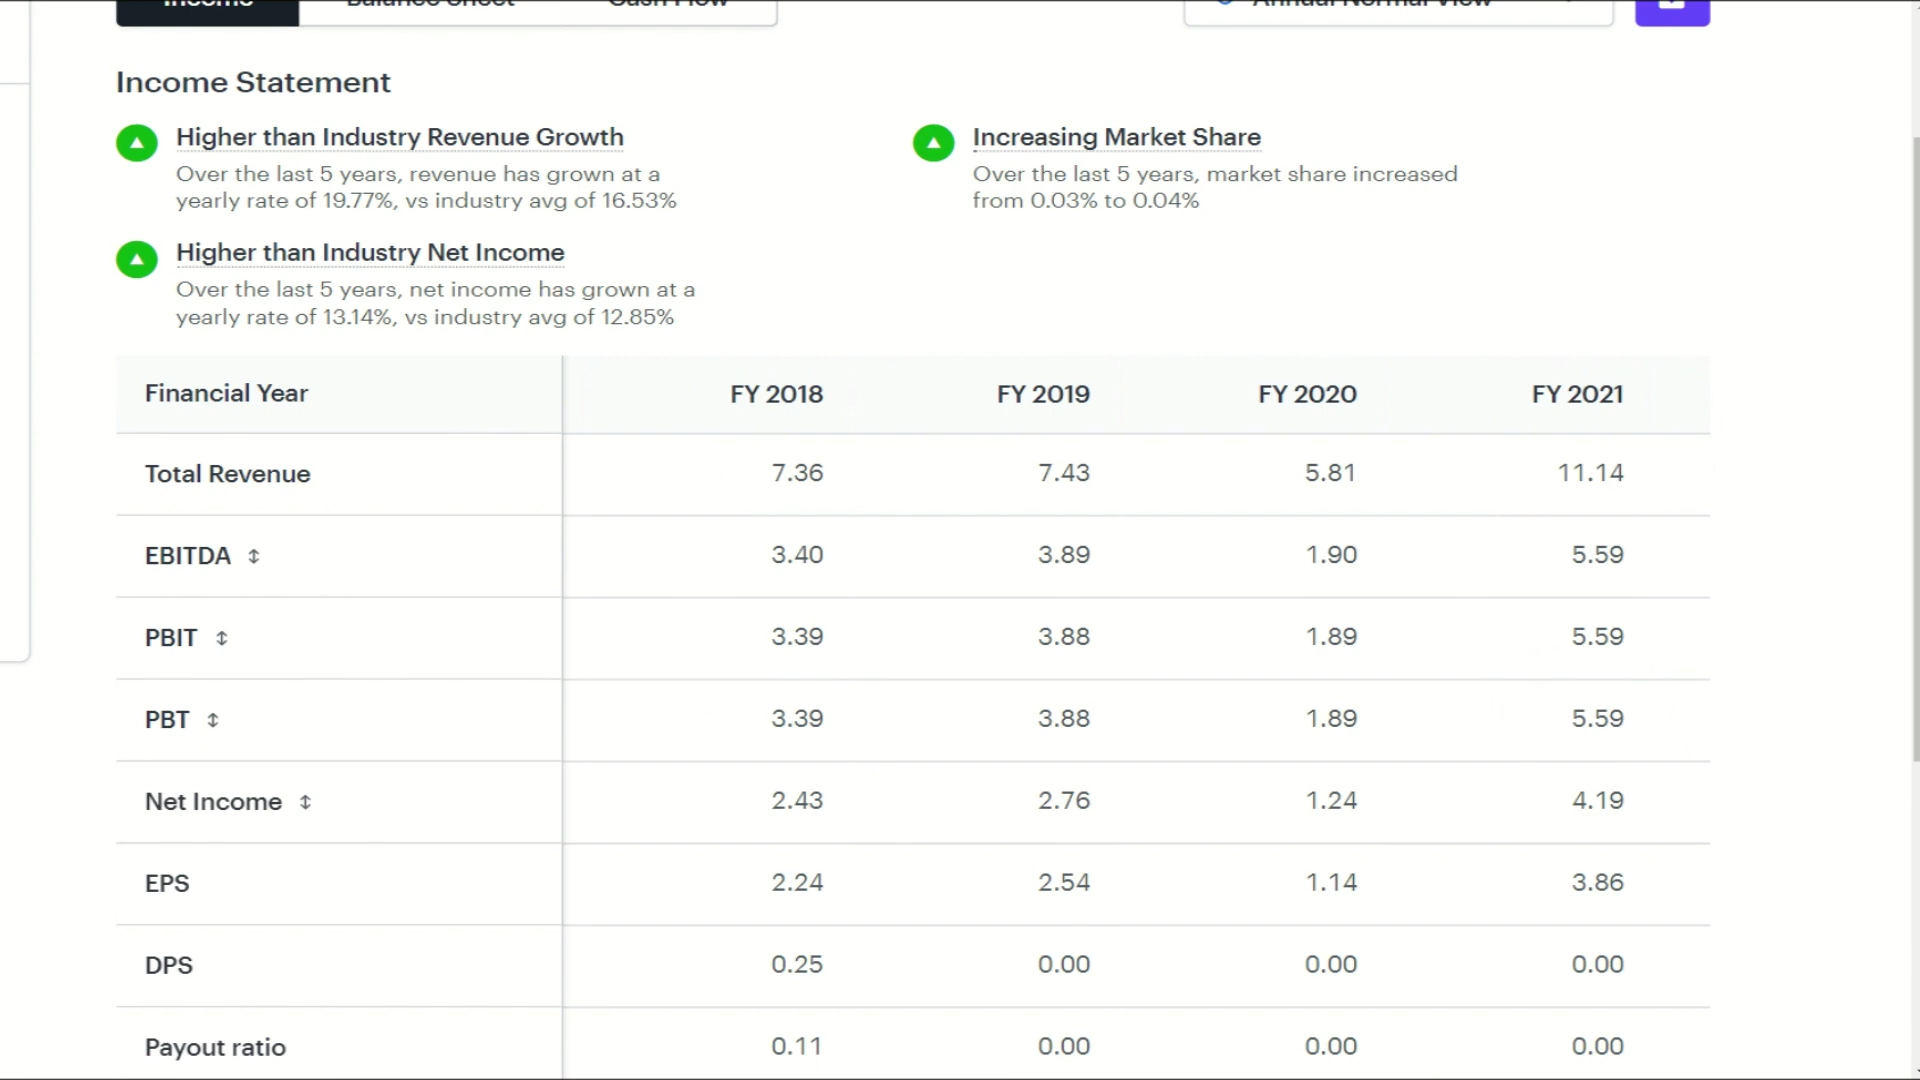 Income Balance Sheet Cash Flow Annual Normal View
Income Statement
Higher than Industry Revenue Growth
Over the last 5 years, revenue has grown at a
yearly rate of 19.77%, vs industry avg of 16.53%
Increasing Market Share
Over the last 5 years, market share increased
from 0.03% to 0.04%
Higher than Industry Net Income
Over the last 5 years, net income has grown at a
yearly rate of 13.14%, vs industry avg of 12.85%
Financial Year FY 2018 FY 2019 FY 2020 FY 2021
Total Revenue 7.36 7.43 5.81 11.14
EBITDA 3.40 3.89 1.90 5.59
PBIT 3.39 3.88 1.89 5.59
PBT 3.39 3.88 1.89 5.59
Net Income 2.43 2.76 1.24 4.19
EPS 2.24 2.54 1.14 3.86
DPS 0.25 0.00 0.00 0.00
Payout ratio 0.11 0.00 0.00 0.00